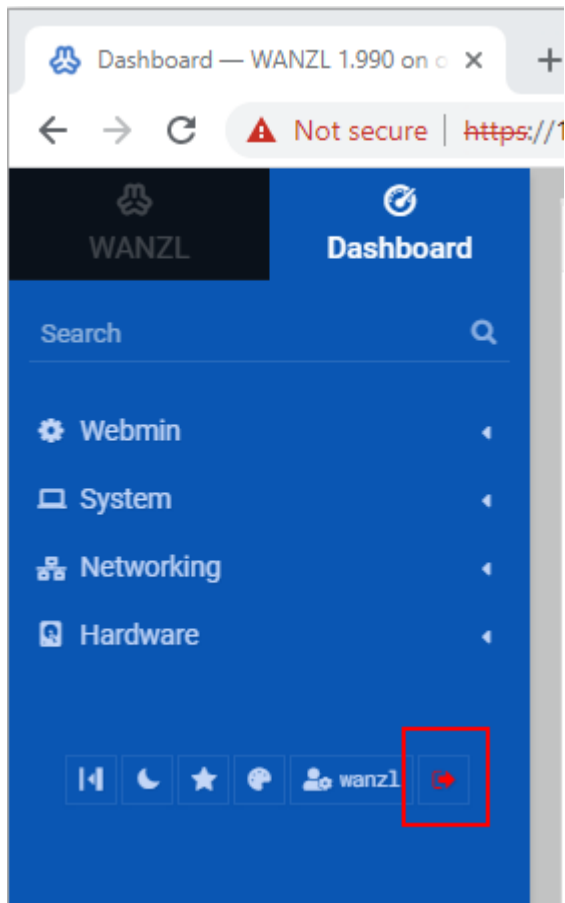 Dashboard — WANZL 1.990 on
Not secure https://1
WANZL
Dashboard
Search
Webmin
System
Networking
Hardware
wanzl